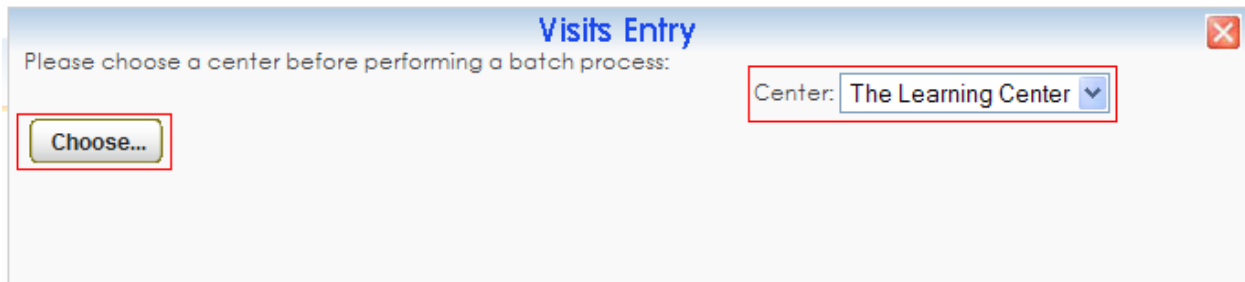 Visits Entry
Please choose a center before performing a batch process:
Center: The Learning Center
Choose...